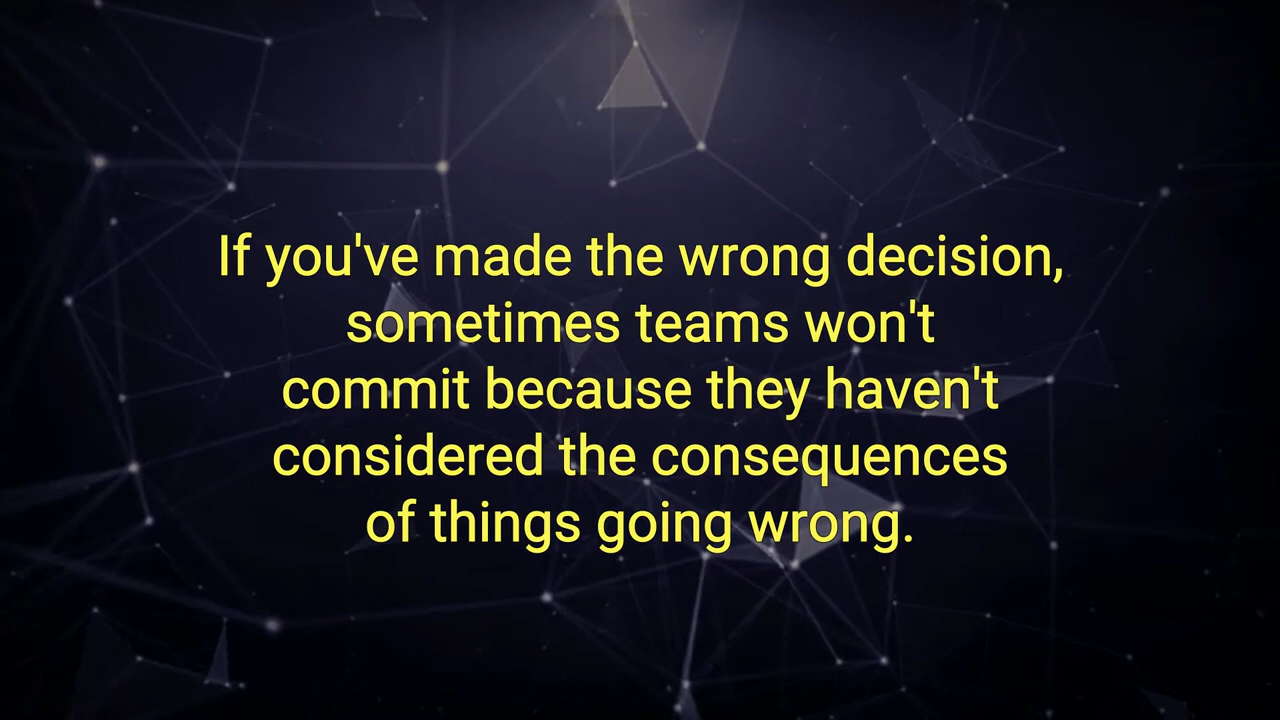 If you've made the wrong decision,
sometimes teams won't
commit because they haven't
considered the consequences
of things going wrong.